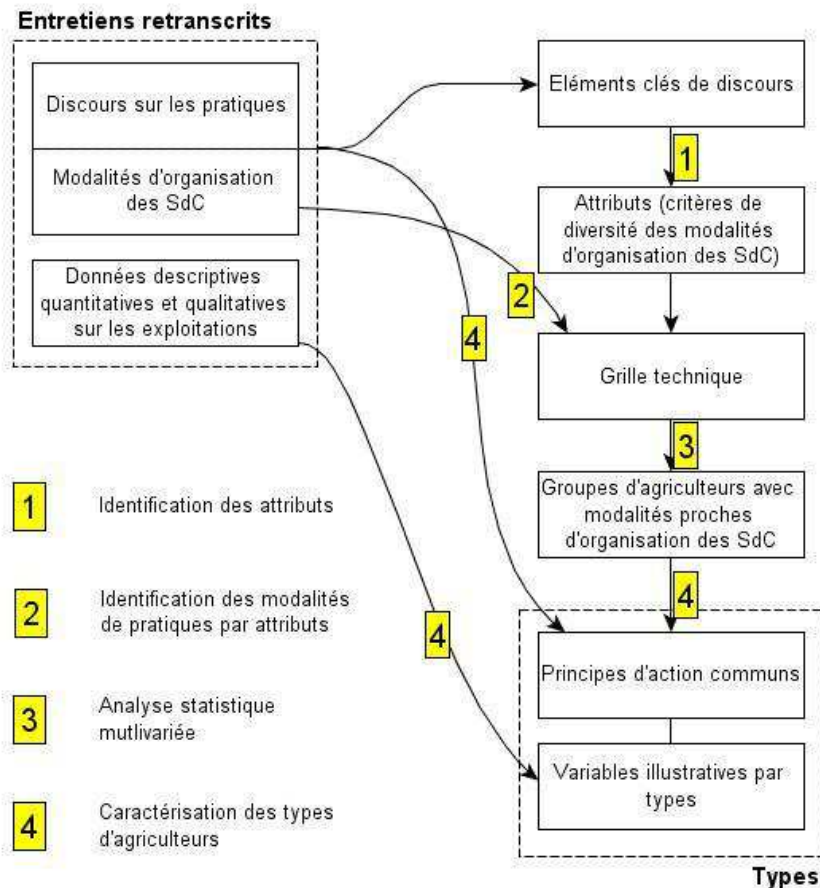 Entretiens retranscrits
Discours sur les pratiques
Modalités d'organisation
des SdC
Données descriptives
quantitatives et qualitatives
sur les exploitations
Eléments clés de discours
1
Attributs (critères de
diversité des modalités
d'organisation des SdC)
2
4
Grille technique
3
Groupes d'agriculteurs avec
modalités proches
d'organisation des SdC
4
4
Principes d'action communs
Variables illustratives par
types
Types
1
Identification des attributs
2
Identification des modalités
de pratiques par attributs
3
Analyse statistique
mutlivariée
4
Caractérisation des types
d'agriculteurs